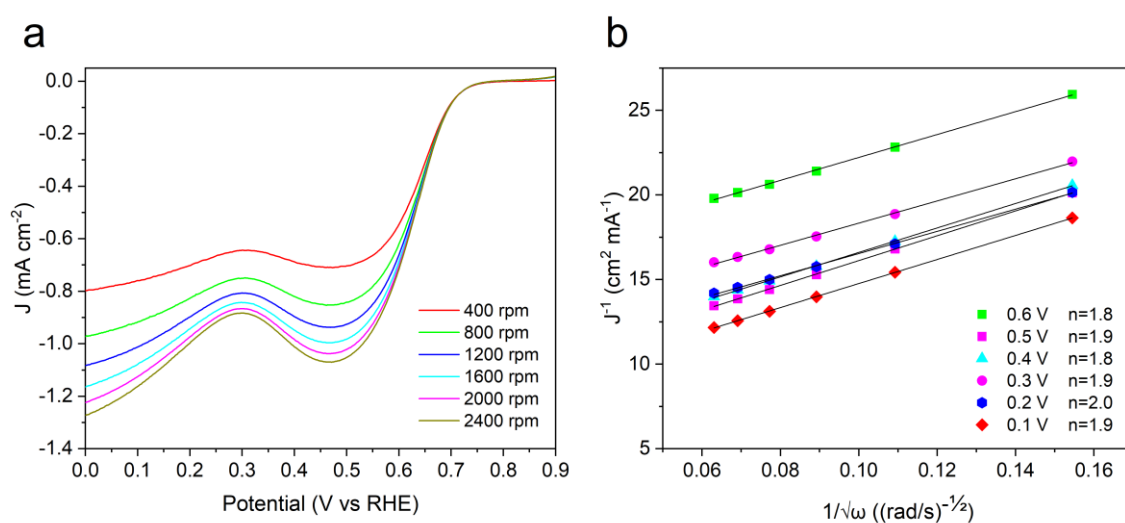 a
0.0
-0.2
-0.4
-0.6
-0.8
-1.0
-1.2
-1.4
J (mA cm⁻²)
400 rpm
800 rpm
1200 rpm
1600 rpm
2000 rpm
2400 rpm
0.0 0.1 0.2 0.3 0.4 0.5 0.6 0.7 0.8 0.9
Potential (V vs RHE)
b
25
20
15
10
5
J⁻¹ (cm² mA⁻¹)
0.6 V n=1.8
0.5 V n=1.9
0.4 V n=1.8
0.3 V n=1.9
0.2 V n=2.0
0.1 V n=1.9
0.06 0.08 0.10 0.12 0.14 0.16
1/√ω ((rad/s)⁻½)